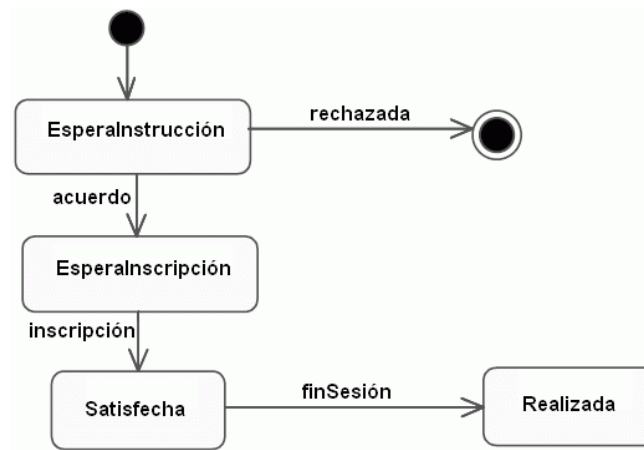 EsperaInstrucción
rechazada
acuerdo
EsperaInscripción
inscripción
Satisfecha
finSesión
Realizada